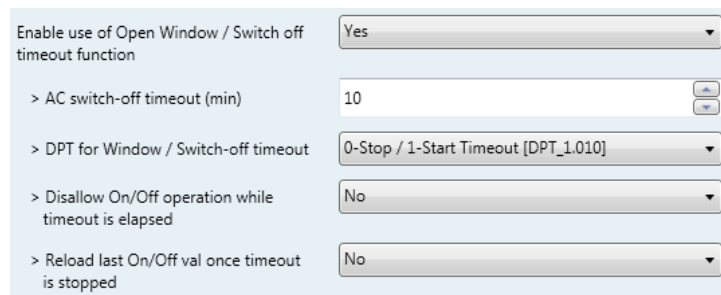 Enable use of Open Window / Switch off
timeout function
Yes
> AC switch-off timeout (min)
10
> DPT for Window / Switch-off timeout
0-Stop / 1-Start Timeout [DPT_1.010]
> Disallow On/Off operation while
timeout is elapsed
No
> Reload last On/Off val once timeout
is stopped
No